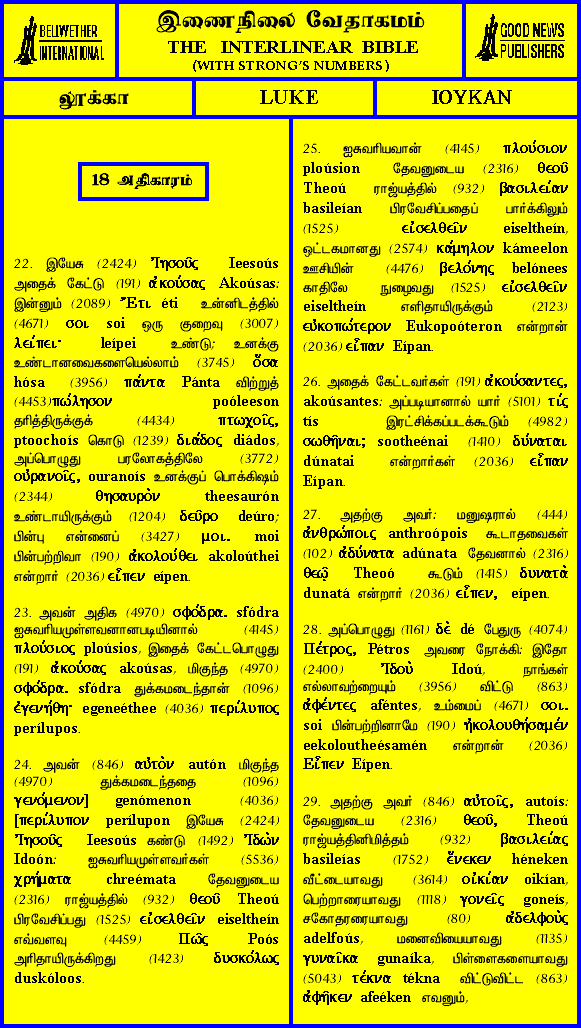 BELLWETHER
INTERNATIONAL
இணைநிலை வேதாகமம்
THE INTERLINEAR BIBLE
(WITH STRONG'S NUMBERS)
GOOD NEWS
PUBLISHERS
லூக்கா
LUKE
ΙΟΥΚΑΝ
18 அதிகாரம்
22. இயேசு (2424) Ἰησοῦς Ieesoús
அதைக் கேட்டு (191) ἀκούσας Akoúsas:
இன்னும் (2089) Ἔτι éti உன்னிடத்தில்
(4671) σοι soi ஒரு குறைவு (3007)
λείπει· leípei உண்டு; உனக்கு
உண்டானவைகளையெல்லாம் (3745) ὅσα
hósa (3956) πάντα Pánta விற்றுத்
(4453)πώλησον poóleeson
தரித்திருக்குக் (4434) πτωχοῖς,
ptoochoís கொடு (1239) διάδος diádos,
அப்பொழுது பரலோகத்திலே (3772)
οὐρανοῖς, ouranoís உனக்குப் பொக்கிஷம்
(2344) θησαυρὸν theesaurón
உண்டாயிருக்கும் (1204) δεῦρο deúro;
பின்பு என்னைப் (3427) μοι. moi
பின்பற்றிவா (190) ἀκολούθει akoloúthei
என்றார் (2036) εἶπεν eípen.
23. அவன் அதிக (4970) σφόδρα. sfódra
ஐசுவரியமுள்ளவனானபடியினால் (4145)
πλούσιος ploúsios, இதைக் கேட்டபொழுது
(191) ἀκούσας akoúsas, மிகுந்த (4970)
σφόδρα. sfódra துக்கமடைந்தான் (1096)
ἐγενήθη· egeneéthee (4036) περίλυπος
perílupos.
24. அவன் (846) αὐτὸν autón மிகுந்த
(4970) துக்கமடைந்ததை (1096)
γενόμενον] genómenon (4036)
[περίλυπον perílupon இயேசு (2424)
Ἰησοῦς Ieesoús கண்டு (1492) Ἰδὼν
Idoón: ஐசுவரியமுள்ளவர்கள் (5536)
χρήματα chreémata தேவனுடைய
(2316) ராஜ்யத்தில் (932) θεοῦ Theoú
பிரவேசிப்பது (1525) εἰσελθεῖν eiseltheín
எவ்வளவு (4459) Πῶς Poós
அரிதாயிருக்கிறது (1423) δυσκόλως
duskóloos.
25. ஐசுவரியவான் (4145) πλούσιον
ploúsion தேவனுடைய (2316) θεοῦ
Theoú ராஜ்யத்தில் (932) βασιλείαν
basileían பிரவேசிப்பதைப் பார்க்கிலும்
(1525) εἰσελθεῖν eiseltheín,
ஒட்டகமானது (2574) κάμηλον kámeelon
ஊசியின் (4476) βελόνης belónees
காதிலே நுழைவது (1525) εἰσελθεῖν
eiseltheín எளிதாயிருக்கும் (2123)
εὐκοπώτερον Eukopoóteron என்றான்
(2036) εἶπαν Eípan.
26. அதைக் கேட்டவர்கள் (191) ἀκούσαντες,
akoúsantes: அப்படியானால் யார் (5101) τίς
tís இரட்சிக்கப்படக்கூடும் (4982)
σωθῆναι; sootheénai (1410) δύναται
dúnatai என்றார்கள் (2036) εἶπαν
Eípan.
27. அதற்கு அவர்: மனுஷரால் (444)
ἀνθρώποις anthroópois கூடாதவைகள்
(102) ἀδύνατα adúnata தேவனால் (2316)
θεῷ Theoó கூடும் (1415) δυνατὰ
dunatá என்றார் (2036) εἶπεν, eípen.
28. அப்பொழுது (1161) δὲ dé பேதுரு (4074)
Πέτρος, Pétros அவரை நோக்கி: இதோ
(2400) Ἰδοὺ Idoú, நாங்கள்
எல்லாவற்றையும் (3956) விட்டு (863)
ἀφέντες aféntes, உம்மைப் (4671) σοι.
soi பின்பற்றினாமே (190) ἠκολουθήσαμέν
eekoloutheésamén என்றான் (2036)
Εἶπεν Eípen.
29. அதற்கு அவர் (846) αὐτοῖς, autoís:
தேவனுடைய (2316) θεοῦ, Theoú
ராஜ்யத்தினிமித்தம் (932) βασιλείας
basileías (1752) ἕνεκεν héneken
வீட்டையாவது (3614) οἰκίαν oikían,
பெற்றாரையாவது (1118) γονεῖς goneís,
சகோதரரையாவது (80) ἀδελφοὺς
adelfoús, மனைவியையாவது (1135)
γυναῖκα gunaíka, பிள்ளைகளையாவது
(5043) τέκνα tékna விட்டுவிட்ட (863)
ἀφῆκεν afeéken எவனும்,